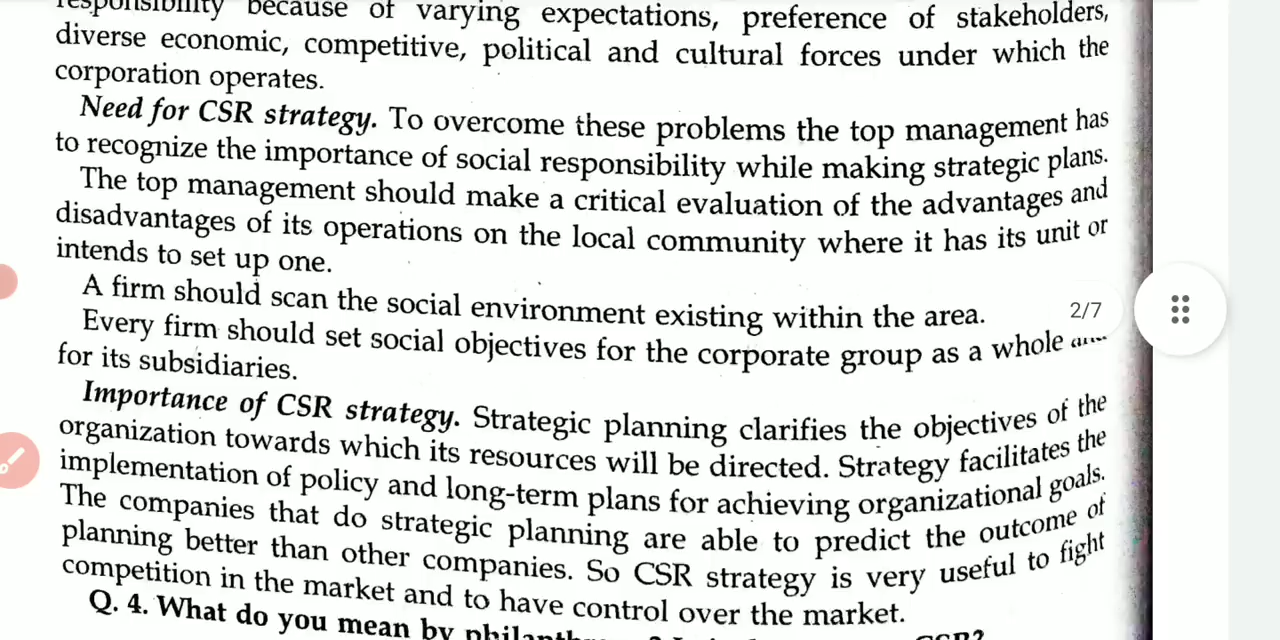 responsibility because of varying expectations, preference of stakeholders,
diverse economic, competitive, political and cultural forces under which the
corporation operates.
Need for CSR strategy. To overcome these problems the top management has
to recognize the importance of social responsibility while making strategic plans.
The top management should make a critical evaluation of the advantages and
disadvantages of its operations on the local community where it has its unit or
intends to set up one.
A firm should scan the social environment existing within the area.
2/7
Every firm should set social objectives for the corporate group as a whole
for its subsidiaries.
Importance of CSR strategy. Strategic planning clarifies the objectives of the
organization towards which its resources will be directed. Strategy facilitates the
implementation of policy and long-term plans for achieving organizational goals.
The companies that do strategic planning are able to predict the outcome of
planning better than other companies. So CSR strategy is very useful to fight
competition in the market and to have control over the market.
Q. 4. What do you mean by